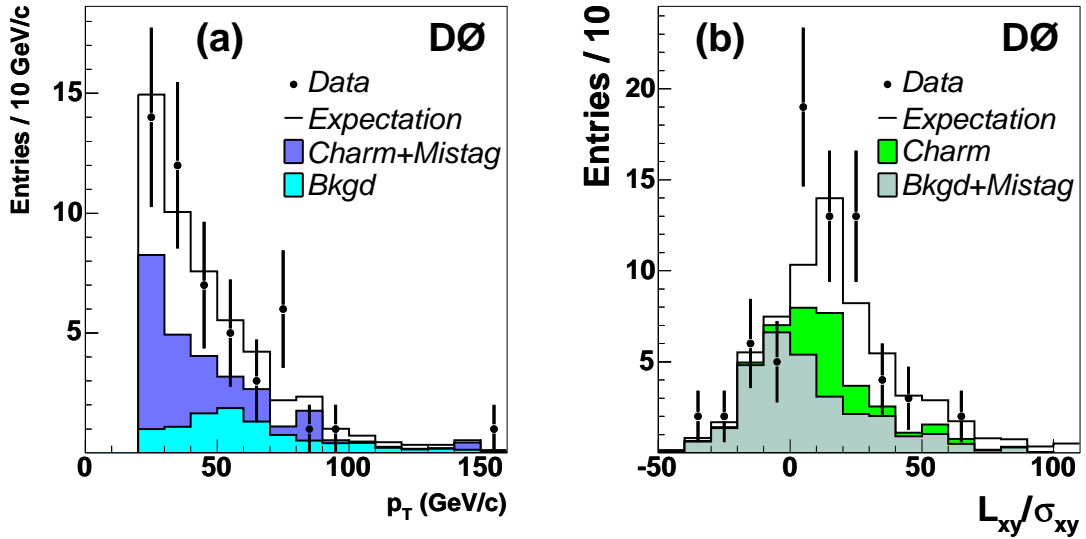 (a) DØ
Entries / 10 GeV/c
Data
Expectation
Charm+Mistag
Bkgd
15
10
5
0 50 100 150
p_T (GeV/c)
(b) DØ
Entries / 10
Data
Expectation
Charm
Bkgd+Mistag
20
15
10
5
-50 0 50 100
L_xy/σ_xy